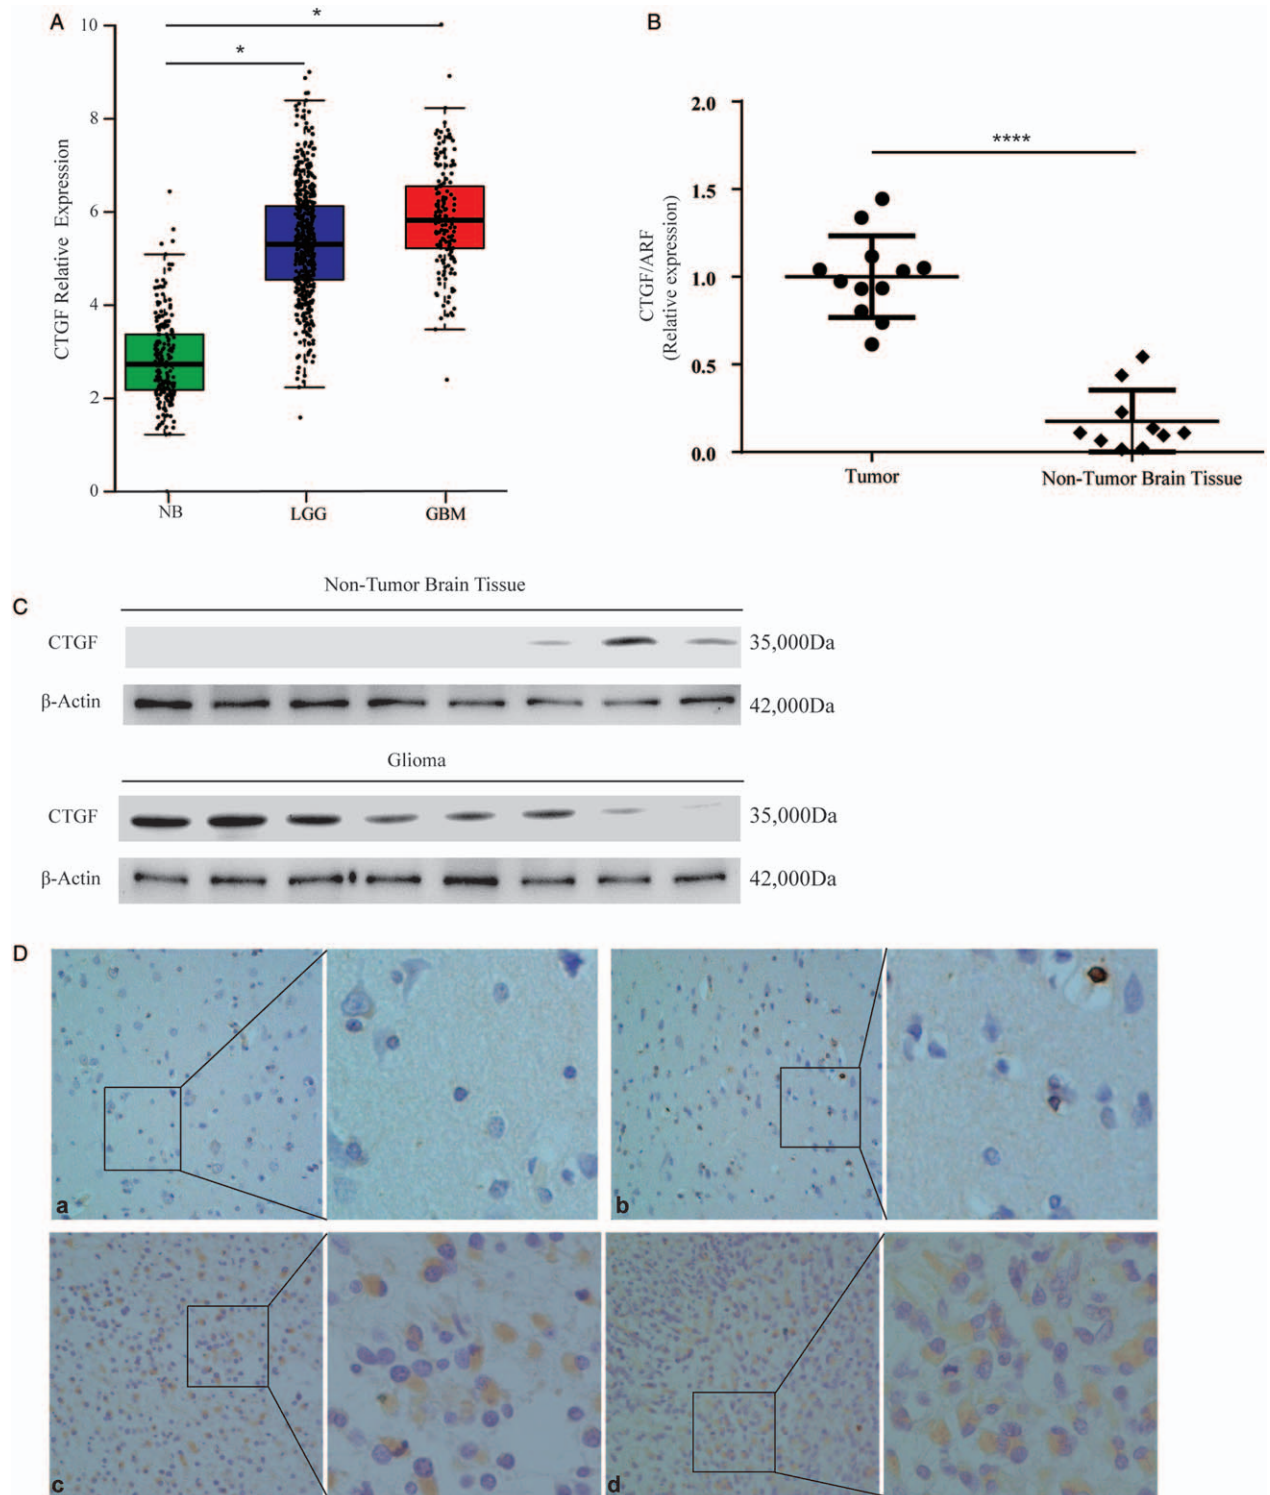 A
*
*
10
8
6
4
2
0
CTGF Relative Expression
NB
LGG
GBM
B
2.0
1.5
1.0
0.5
0.0
CTGF/ARF
(Relative expression)
****
Tumor
Non-Tumor Brain Tissue
C
Non-Tumor Brain Tissue
CTGF
35,000Da
β-Actin
42,000Da
Glioma
CTGF
35,000Da
β-Actin
42,000Da
D
a
b
c
d